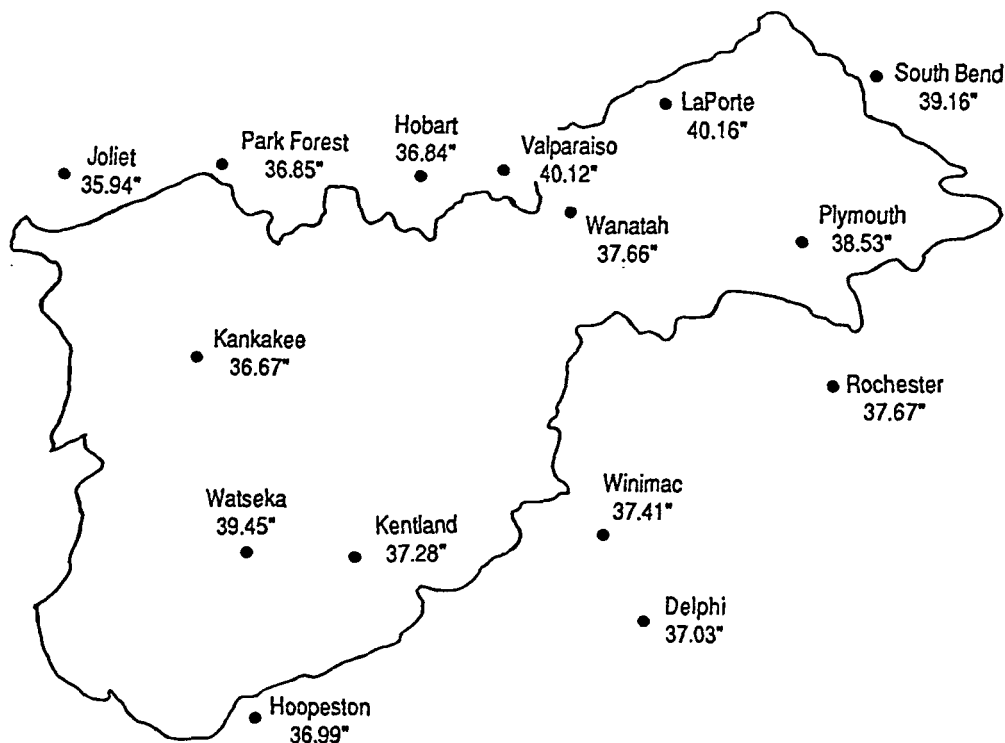 South Bend
39.16"
LaPorte
40.16"
Hobart
36.84"
Park Forest
36.85"
Valparaiso
40.12"
Joliet
35.94"
Wanatah
37.66"
Plymouth
38.53"
Kankakee
36.67"
Rochester
37.67"
Winimac
37.41"
Watseka
39.45"
Kentland
37.28"
Delphi
37.03"
Hoopeston
36.99"